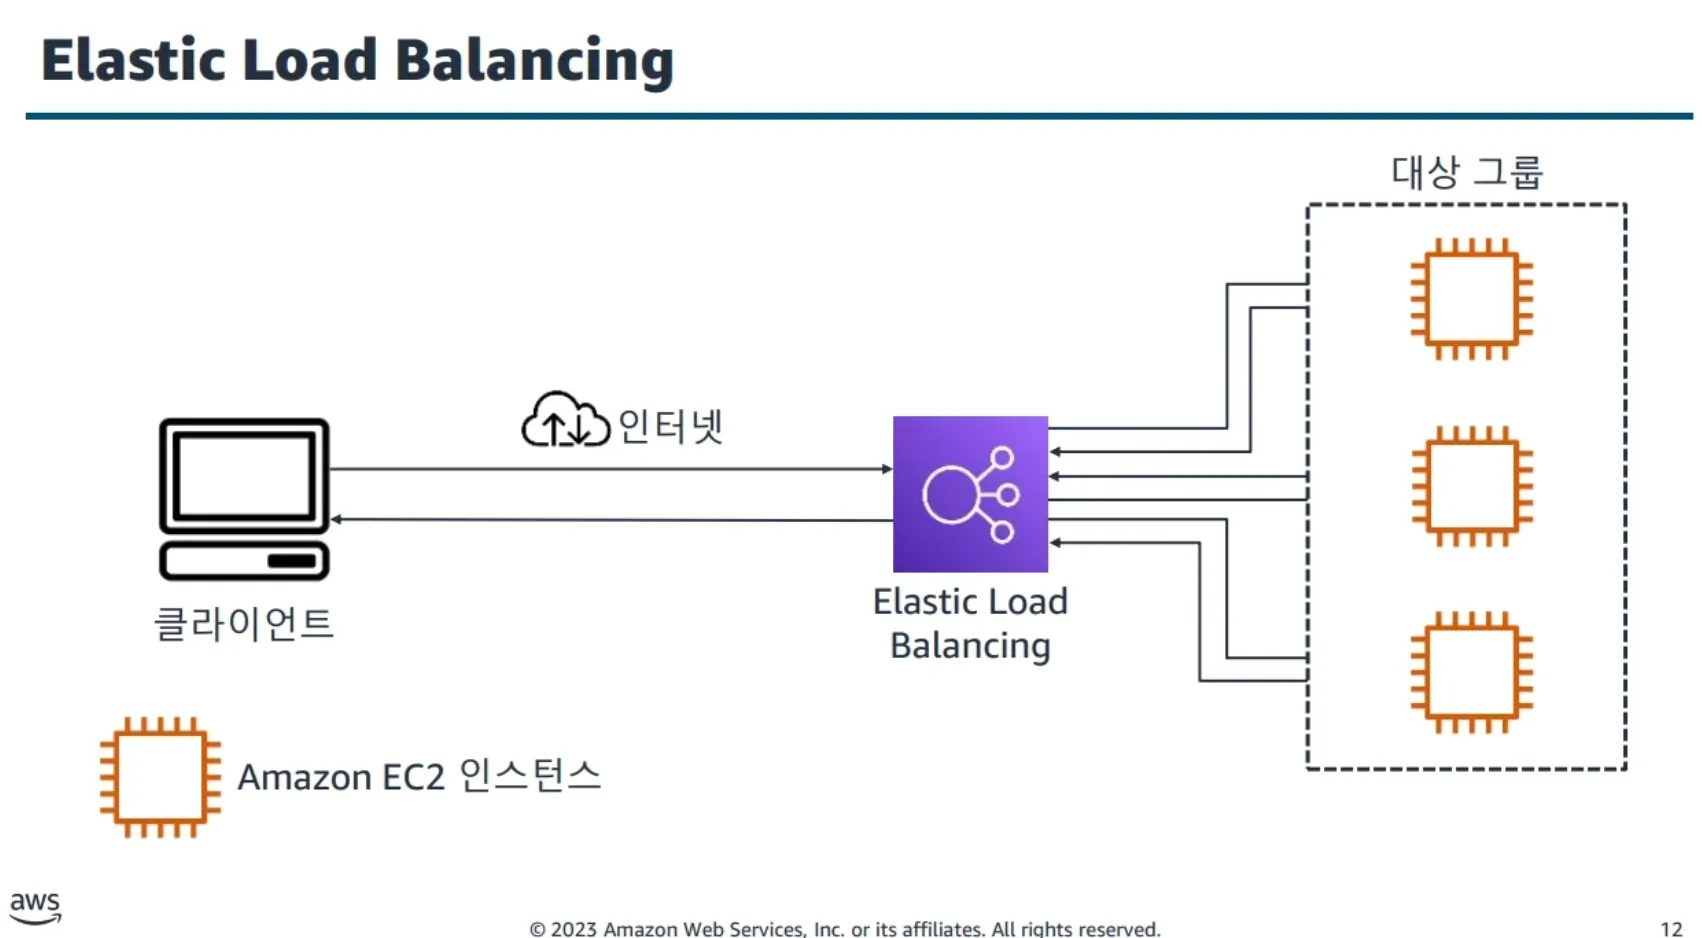 Elastic Load Balancing
대상 그룹
인터넷
클라이언트
Elastic Load
Balancing
Amazon EC2 인스턴스
aws
© 2023 Amazon Web Services, Inc. or its affiliates. All rights reserved.
12